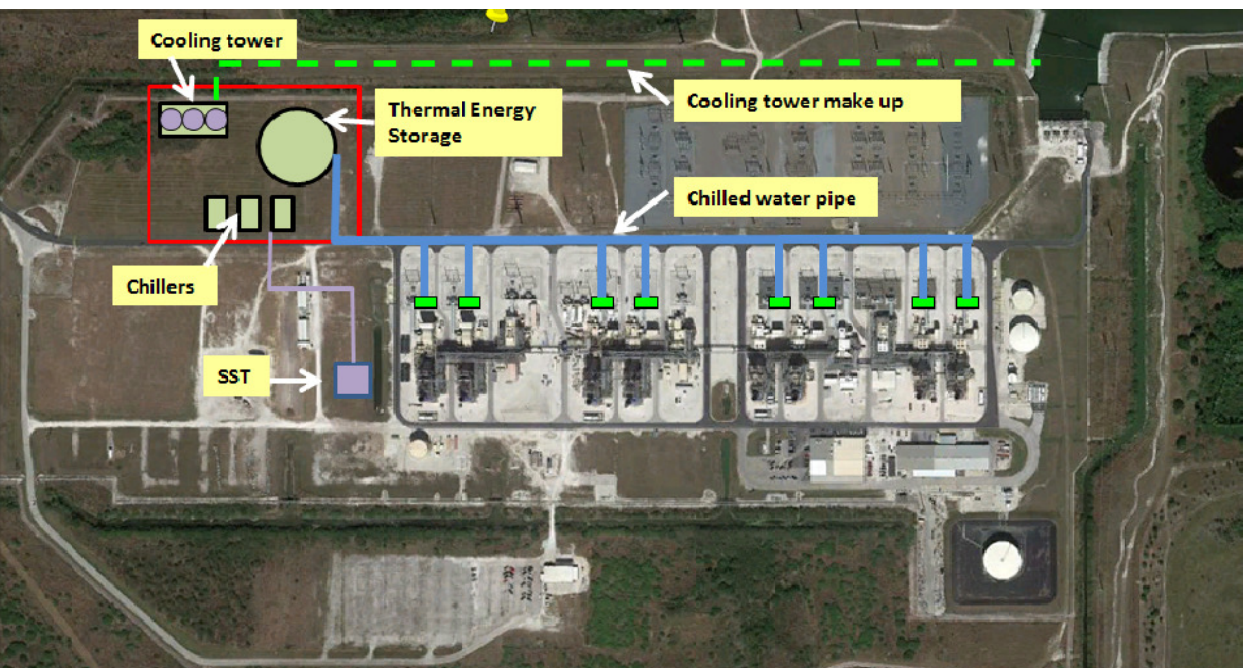 Cooling tower
Thermal Energy
Storage
Cooling tower make up
Chilled water pipe
Chillers
SST